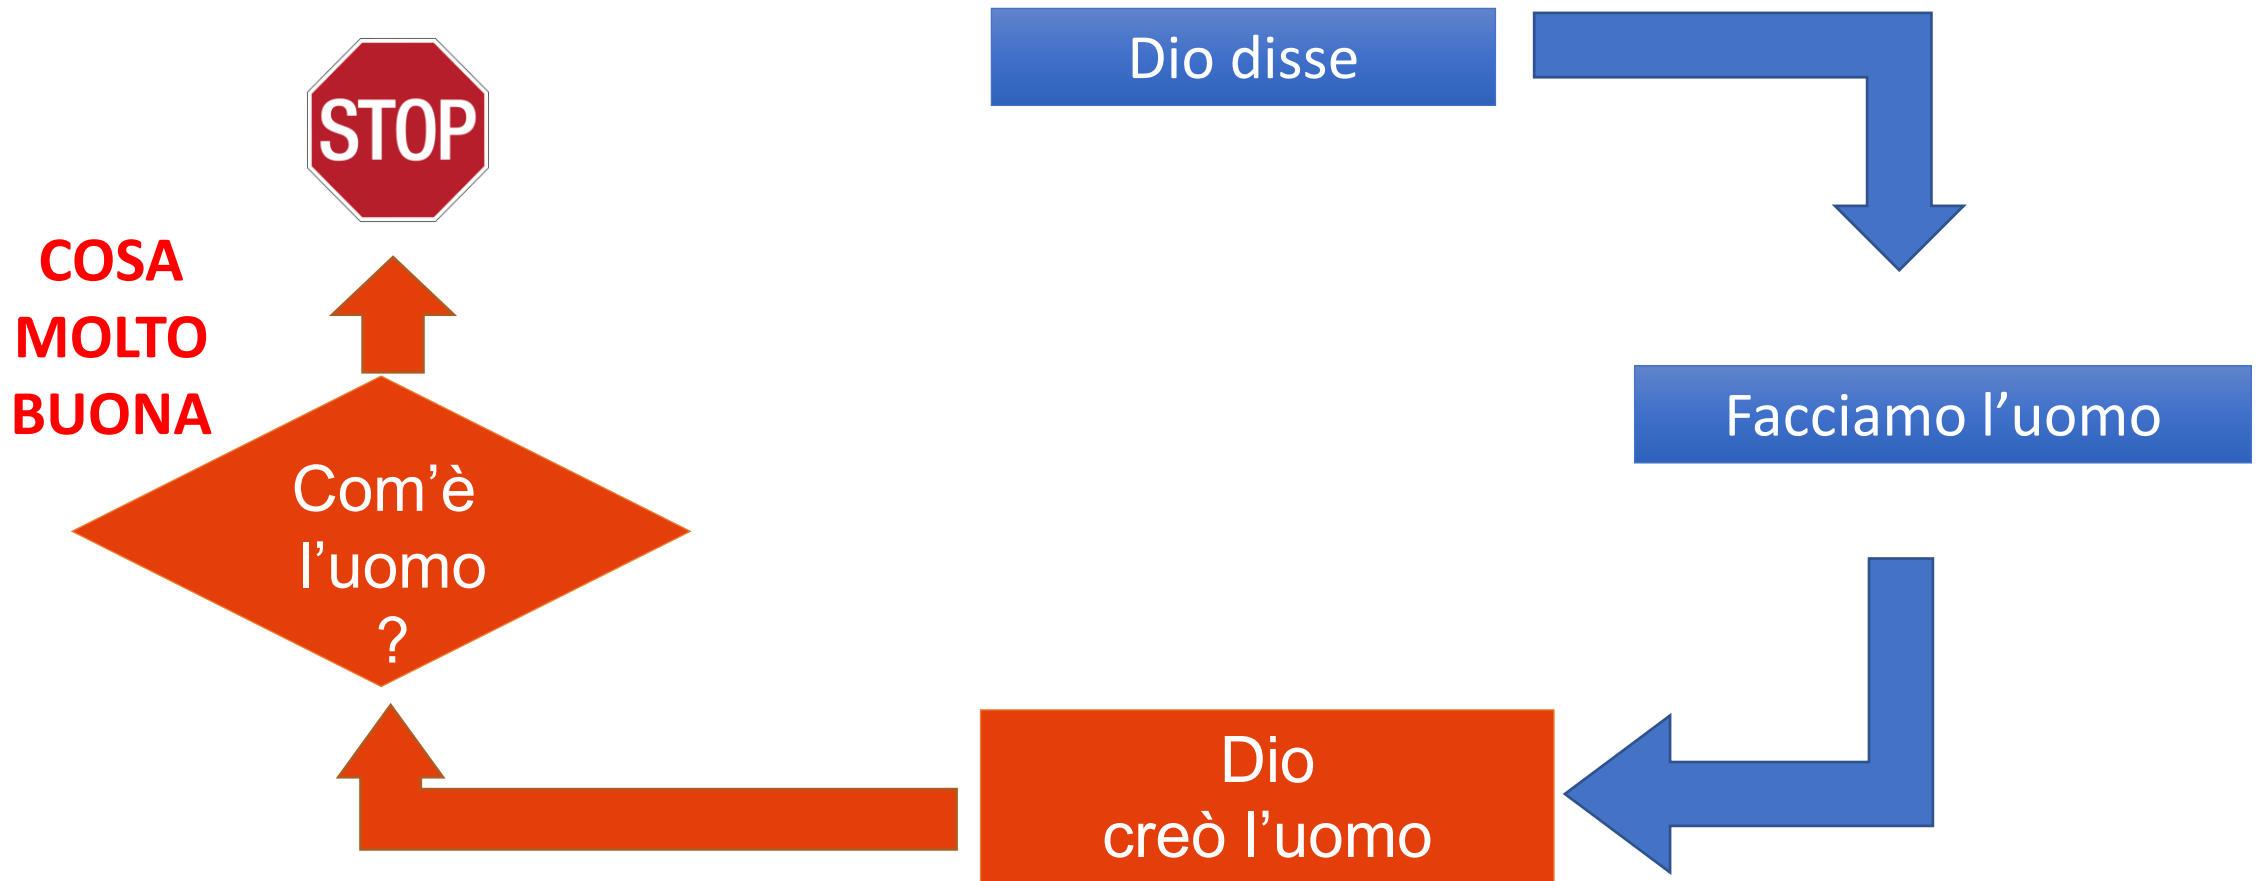 Dio disse
Facciamo l’uomo
Dio
creò l’uomo
Com’è
l’uomo
?
COSA
MOLTO
BUONA
STOP